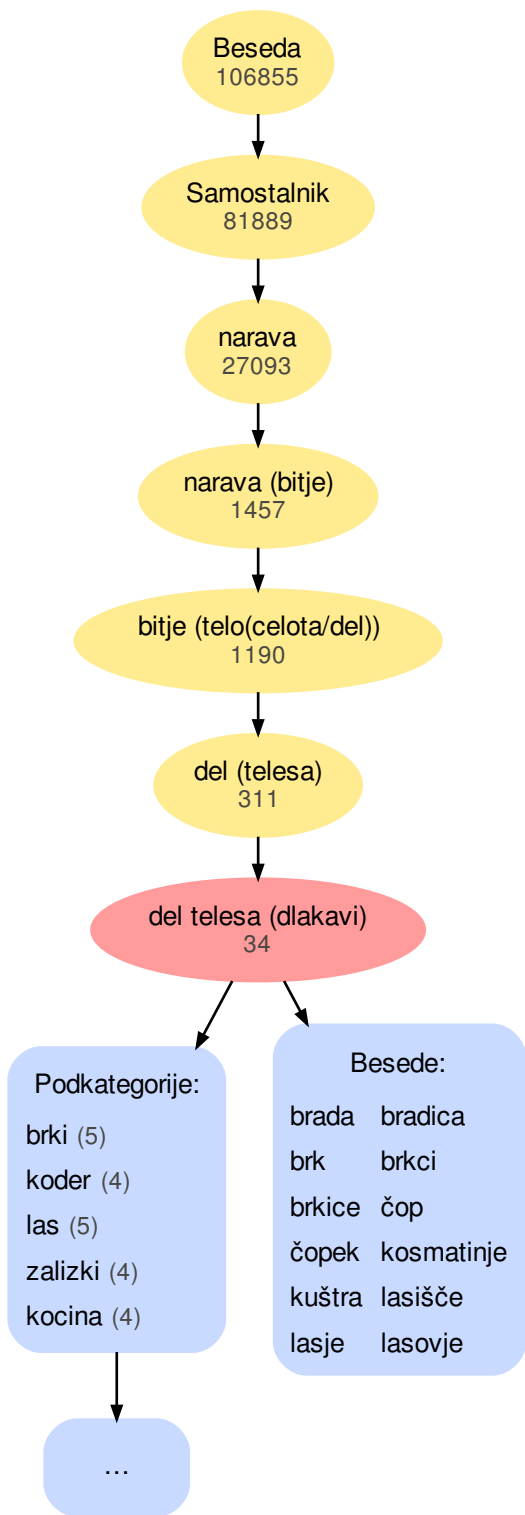 Beseda
106855
Samostalnik
81889
narava
27093
narava (bitje)
1457
bitje (telo(celota/del))
1190
del (telesa)
311
del telesa (dlakavi)
34
Podkategorije:
brki (5)
koder (4)
las (5)
zalizki (4)
kocina (4)
...
Besede:
brada bradica
brk brkci
brkice čop
čopek kosmatinje
kuštra lasišče
lasje lasovje